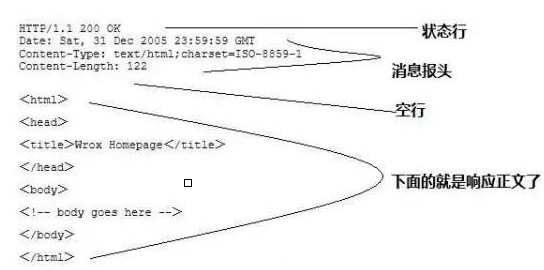 HTTP/1.1 200 OK
状态行
Date: Sat, 31 Dec 2005 23:59:59 GMT
Content-Type: text/html;charset=ISO-8859-1
Content-Length: 122
消息报头
空行
<html>
<head>
<title>Wrox Homepage</title>
</head>
<body>
下面的就是响应正文了
<!-- body goes here -->
</body>
</html>